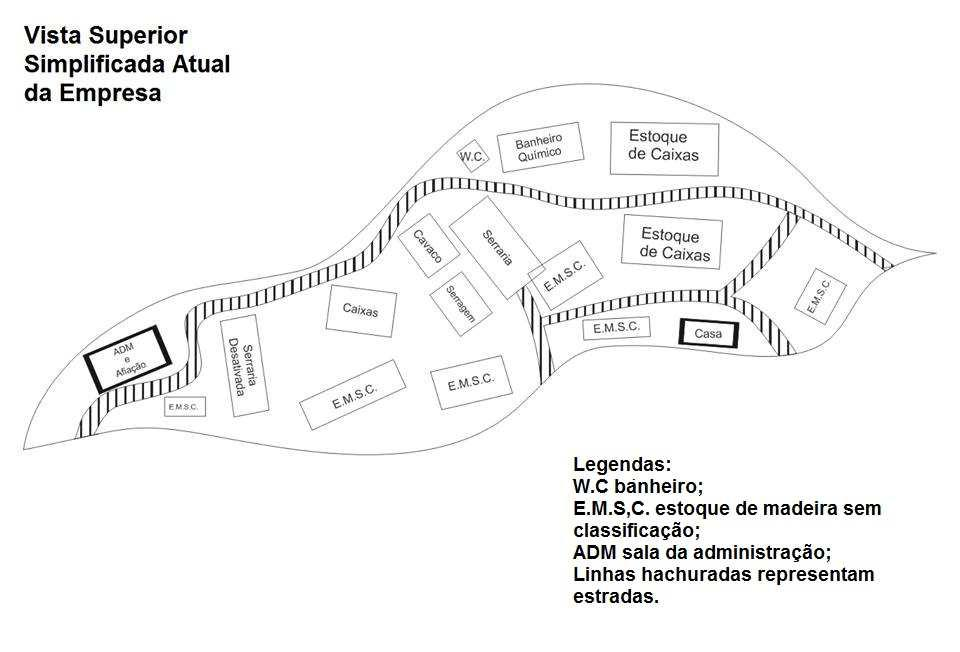 Vista Superior
Simplificada Atual
da Empresa
W.C.
Banheiro
Químico
Estoque
de Caixas
Cavaco
Serraria
E.M.S.C.
Estoque
de Caixas
Serragem
E.M.S.C.
Caixas
E.M.S.C.
Casa
ADM
e
Afiação
Serraria
Desativada
E.M.S.C.
E.M.S.C.
E.M.S.C.
Legendas:
W.C banheiro;
E.M.S,C. estoque de madeira sem
classificação;
ADM sala da administração;
Linhas hachuradas representam
estradas.